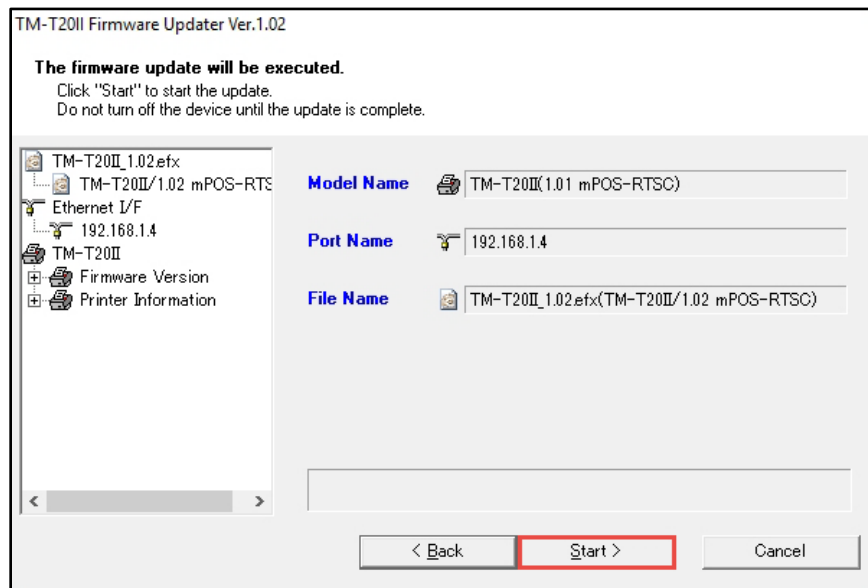 TM-T20II Firmware Updater Ver.1.02
The firmware update will be executed.
Click "Start" to start the update.
Do not turn off the device until the update is complete.
TM-T20II_1.02.efx
TM-T20II/1.02 mPOS-RTS
Ethernet I/F
192.168.1.4
TM-T20II
Firmware Version
Printer Information
Model Name TM-T20II(1.01 mPOS-RTSC)
Port Name 192.168.1.4
File Name TM-T20II_1.02.efx(TM-T20II/1.02 mPOS-RTSC)
< Back Start > Cancel